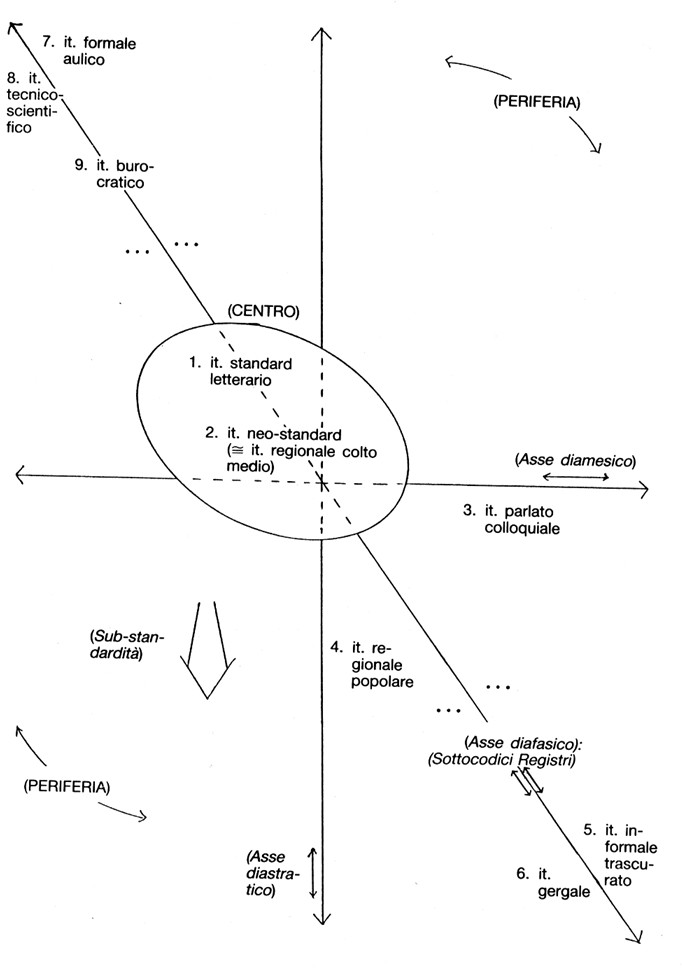 7. it. formale
aulico
8. it.
tecnico-
scienti-
fico
(PERIFERIA)
9. it. buro-
cratico
... ...
(CENTRO)
1. it. standard
letterario
2. it. neo-standard
(≅ it. regionale colto
medio)
(Asse diamesico)
3. it. parlato
colloquiale
(Sub-stan-
dardità)
4. it. re-
gionale
popolare
... ...
(Asse diafasico):
(Sottocodici Registri)
(PERIFERIA)
(Asse
diastra-
tico)
5. it. in-
formale
trascu-
rato
6. it.
gergale